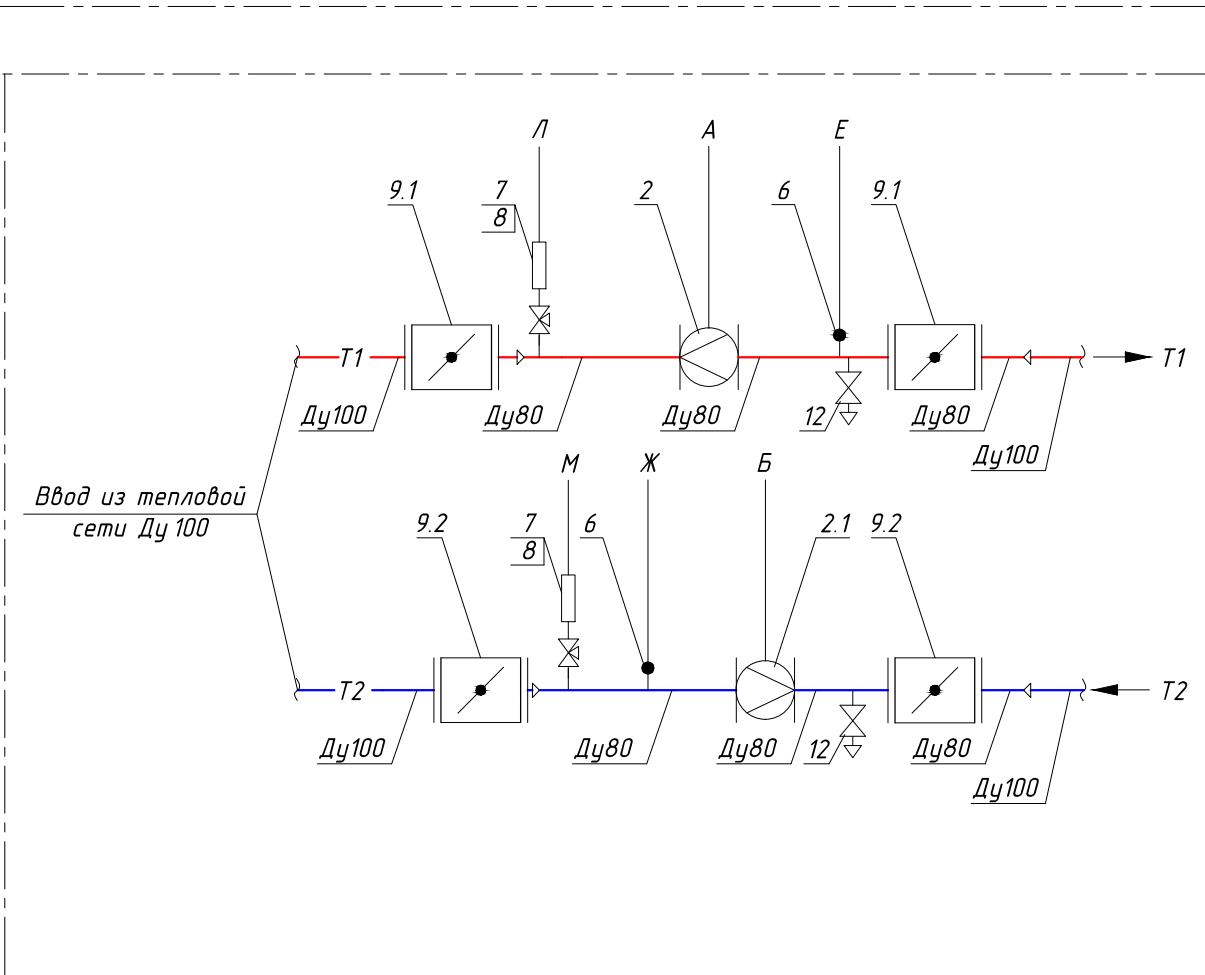 Л
А
Е
9.1
7
8
2
6
9.1
Т1
Т1
Ду100
Ду80
Ду80
12
Ду80
Ду100
Ввод из тепловой
сети Ду 100
М
Ж
Б
9.2
7
8
6
2.1
9.2
Т2
Т2
Ду100
Ду80
Ду80
12
Ду80
Ду100